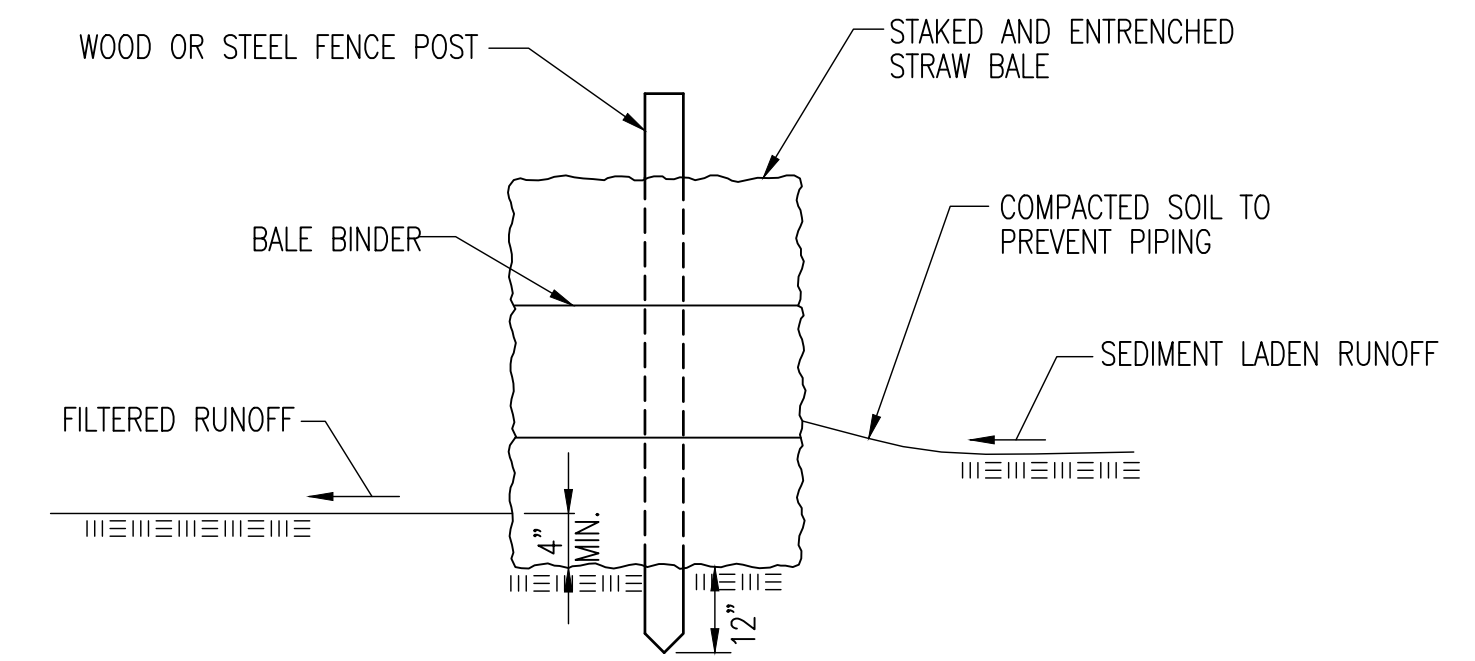 WOOD OR STEEL FENCE POST
STAKED AND ENTRENCHED
STRAW BALE
BALE BINDER
COMPACTED SOIL TO
PREVENT PIPING
SEDIMENT LADEN RUNOFF
FILTERED RUNOFF
4"
MIN.
12"